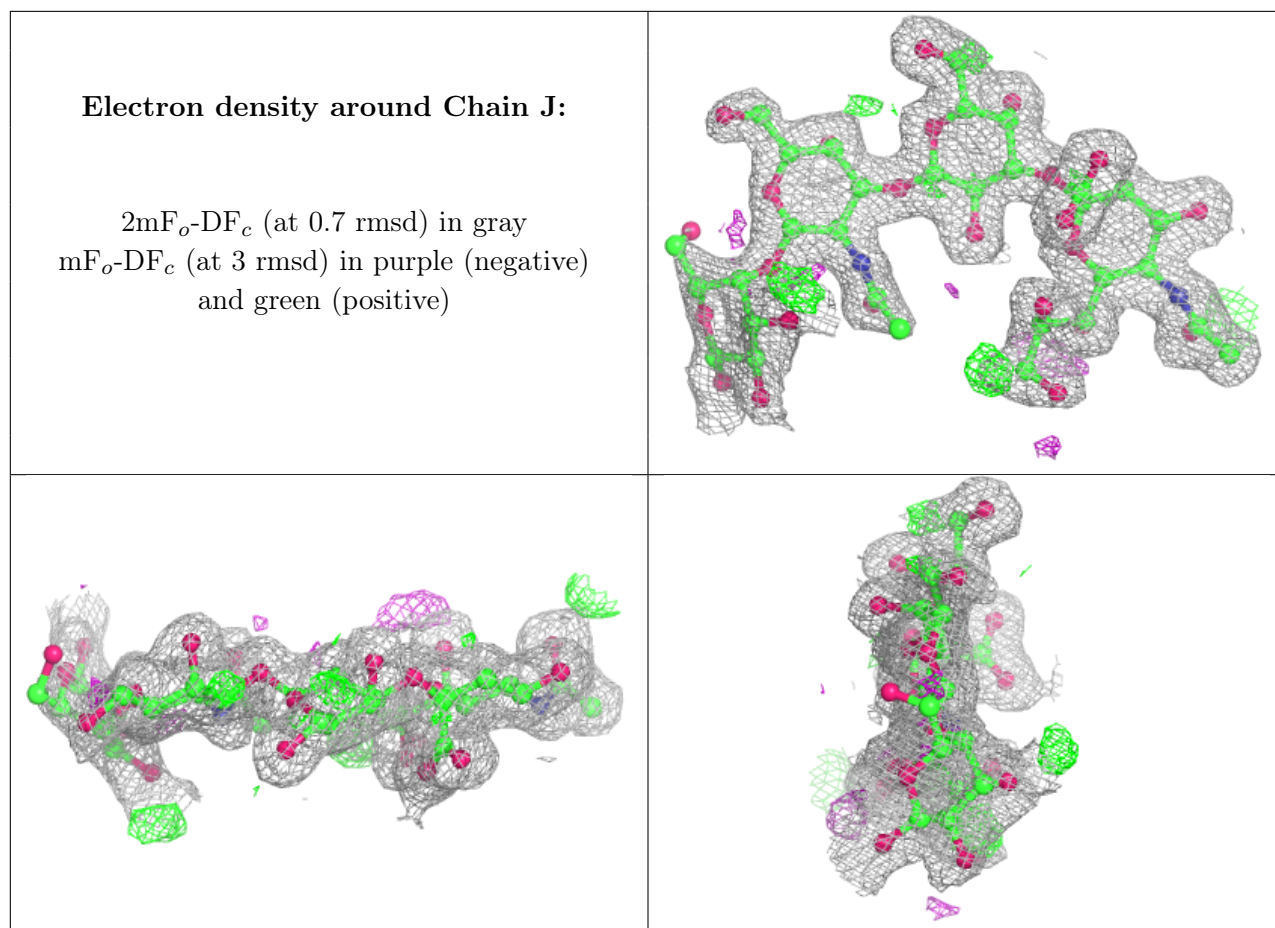 Electron density around Chain J:
2mFₒ-DF𝒸 (at 0.7 rmsd) in gray
mFₒ-DF𝒸 (at 3 rmsd) in purple (negative)
and green (positive)